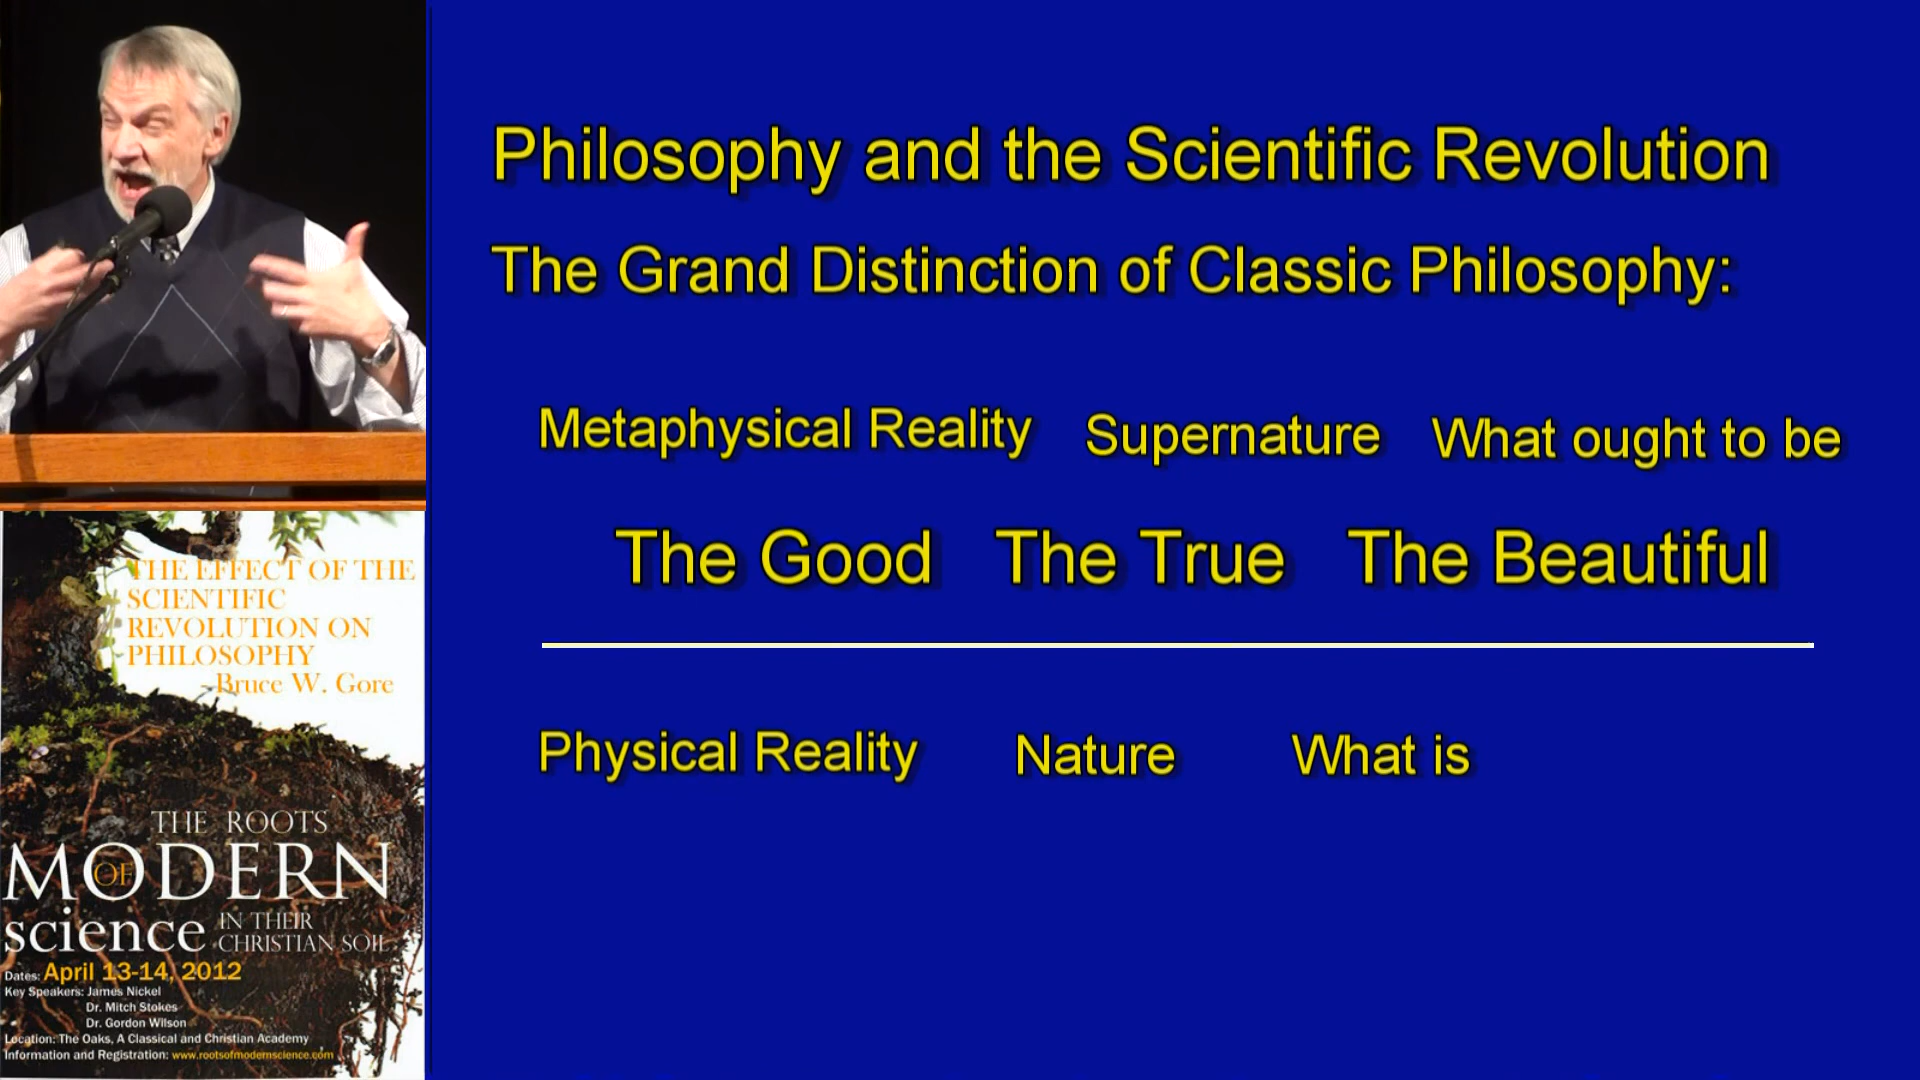 Philosophy and the Scientific Revolution
The Grand Distinction of Classic Philosophy:
Metaphysical Reality Supernature What ought to be
The Good The True The Beautiful
Physical Reality Nature What is
THE EFFECT OF THE
SCIENTIFIC
REVOLUTION ON
PHILOSOPHY
-Bruce W. Gore
THE ROOTS
OF
MODERN
science IN THEIR
CHRISTIAN SOIL
Dates: April 13-14, 2012
Key Speakers: James Nickel
Dr. Mitch Stokes
Dr. Gordon Wilson
Location: The Oaks, A Classical and Christian Academy
Information and Registration: www.rootsofmodernscience.com